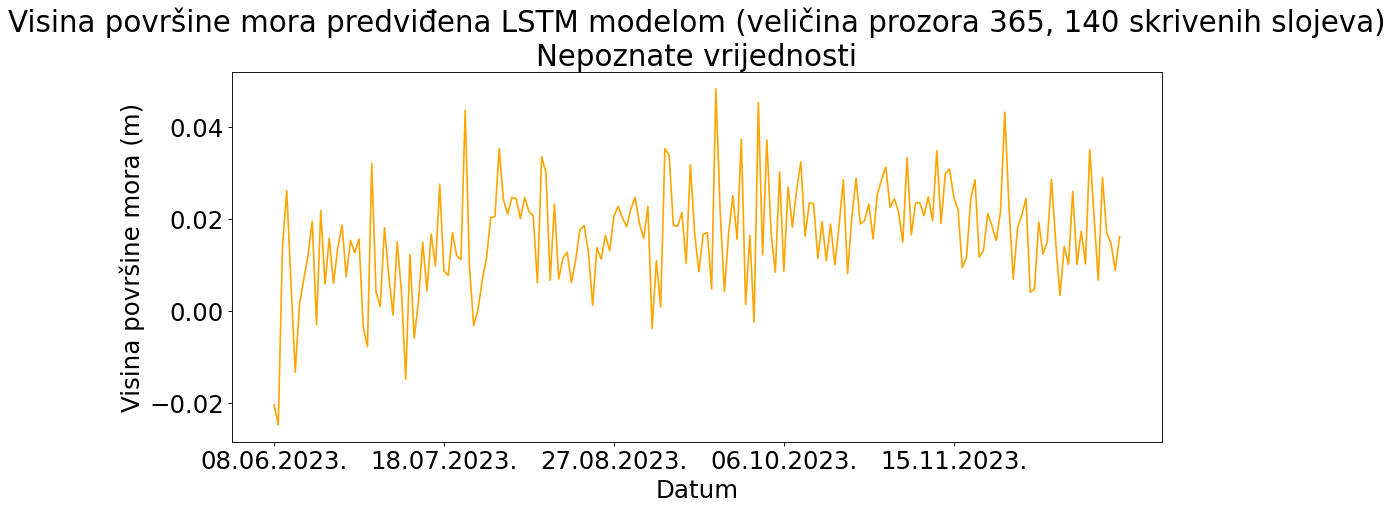 Visina površine mora predviđena LSTM modelom (veličina prozora 365, 140 skrivenih slojeva)
Nepoznate vrijednosti
Visina površine mora (m)
0.04
0.02
0.00
−0.02
08.06.2023. 18.07.2023. 27.08.2023. 06.10.2023. 15.11.2023.
Datum